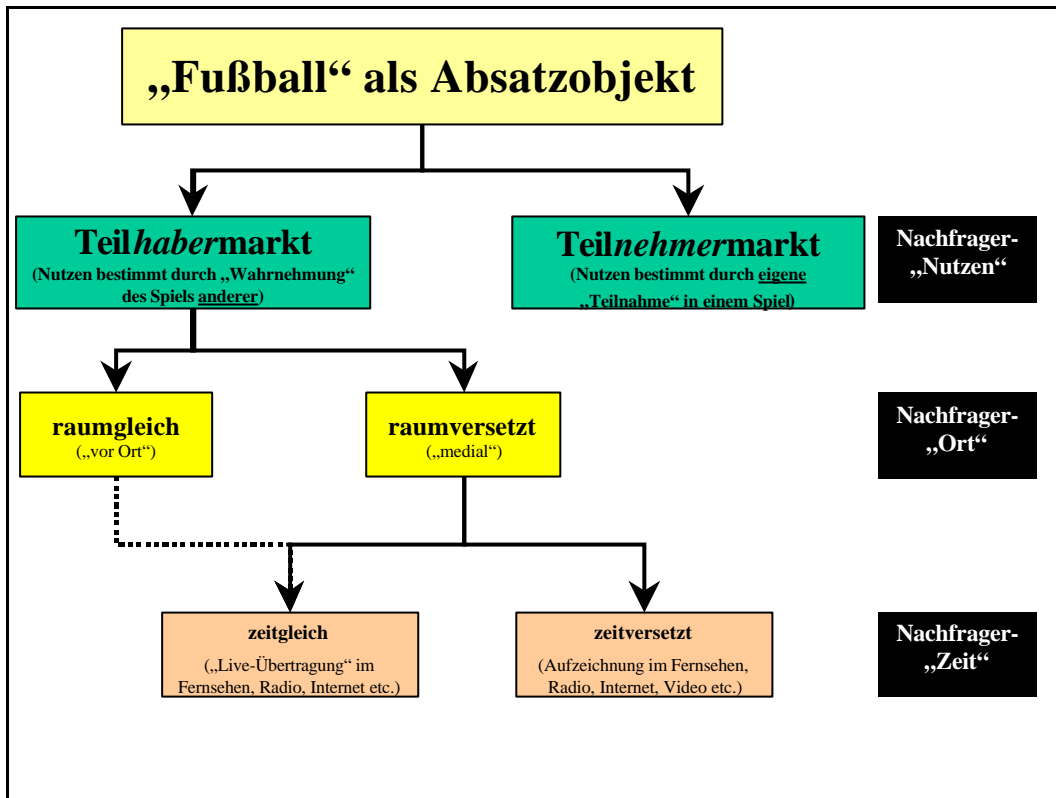 „Fußball“ als Absatzobjekt
Teilhabermarkt
(Nutzen bestimmt durch „Wahrnehmung“
des Spiels anderer)
Teilnehmermarkt
(Nutzen bestimmt durch eigene
„Teilnahme“ in einem Spiel)
Nachfrager-
„Nutzen“
raumgleich
(„vor Ort“)
raumversetzt
(„medial“)
Nachfrager-
„Ort“
zeitgleich
(„Live-Übertragung“ im
Fernsehen, Radio, Internet etc.)
zeitversetzt
(Aufzeichnung im Fernsehen,
Radio, Internet, Video etc.)
Nachfrager-
„Zeit“